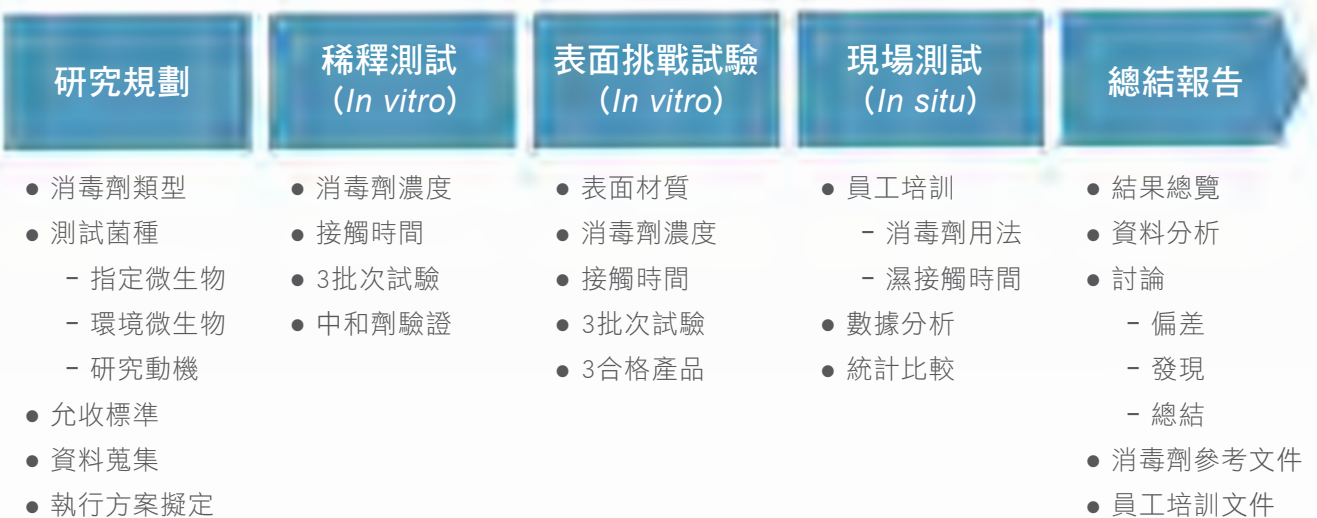 研究規劃
● 消毒劑類型
● 測試菌種
– 指定微生物
– 環境微生物
– 研究動機
● 允收標準
● 資料蒐集
● 執行方案擬定
稀釋測試
（In vitro）
● 消毒劑濃度
● 接觸時間
● 3批次試驗
● 中和劑驗證
表面挑戰試驗
（In vitro）
● 表面材質
● 消毒劑濃度
● 接觸時間
● 3批次試驗
● 3合格產品
現場測試
（In situ）
● 員工培訓
– 消毒劑用法
– 濕接觸時間
● 數據分析
● 統計比較
總結報告
● 結果總覽
● 資料分析
● 討論
– 偏差
– 發現
– 總結
● 消毒劑參考文件
● 員工培訓文件